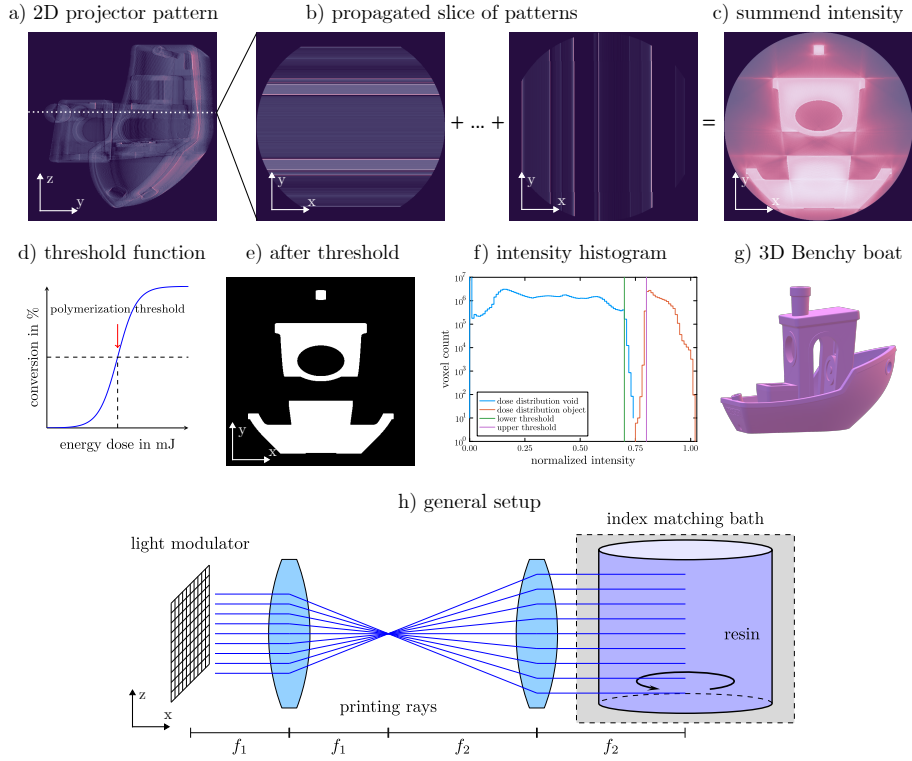 a) 2D projector pattern
b) propagated slice of patterns
c) summend intensity
z
y
y
x
+ ... +
y
x
=
y
x
d) threshold function
e) after threshold
f) intensity histogram
g) 3D Benchy boat
conversion in %
polymerization threshold
energy dose in mJ
y
x
voxel count
10^7
10^6
10^5
10^4
10^3
10^2
10^1
10^0
dose distribution void
dose distribution object
lower threshold
upper threshold
0.00
0.25
0.50
0.75
1.00
normalized intensity
h) general setup
index matching bath
light modulator
resin
z
x
printing rays
f1
f1
f2
f2